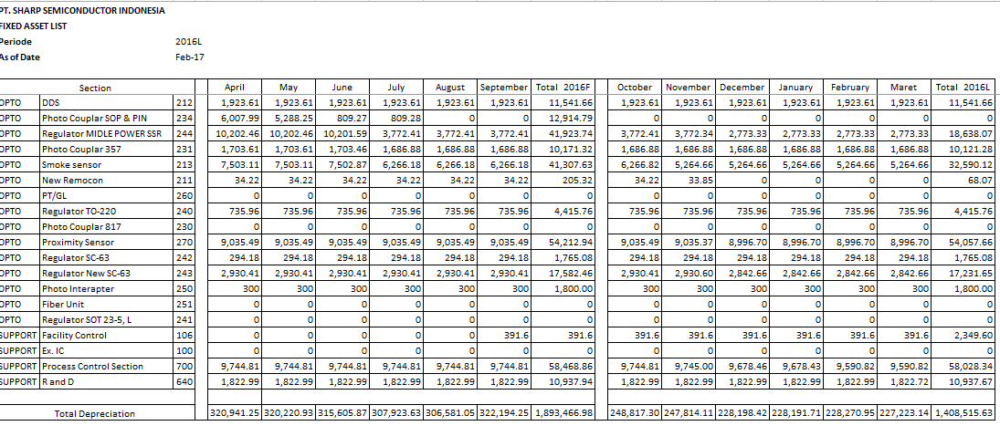 PT. SHARP SEMICONDUCTOR INDONESIA
FIXED ASSET LIST
Periode 2016L
As of Date Feb-17
Section April May June July August September Total 2016F October November December January February Maret Total 2016L
OPTO DDS 212 1,923.61 1,923.61 1,923.61 1,923.61 1,923.61 1,923.61 11,541.66 1,923.61 1,923.61 1,923.61 1,923.61 1,923.61 1,923.61 11,541.66
OPTO Photo Couplar SOP & PIN 234 6,007.99 5,288.25 809.27 809.28 0 0 12,914.79 0 0 0 0 0 0 0
OPTO Regulator MIDLE POWER SSR 244 10,202.46 10,202.46 10,201.59 3,772.41 3,772.41 3,772.41 41,923.74 3,772.41 3,772.34 2,773.33 2,773.33 2,773.33 2,773.33 18,638.07
OPTO Photo Couplar 357 231 1,703.61 1,703.61 1,703.46 1,686.88 1,686.88 1,686.88 10,171.32 1,686.88 1,686.88 1,686.88 1,686.88 1,686.88 1,686.88 10,121.28
OPTO Smoke sensor 213 7,503.11 7,503.11 7,502.87 6,266.18 6,266.18 6,266.18 41,307.63 6,266.82 5,264.66 5,264.66 5,264.66 5,264.66 5,264.66 32,590.12
OPTO New Remocon 211 34.22 34.22 34.22 34.22 34.22 34.22 205.32 34.22 33.85 0 0 0 0 68.07
OPTO PT/GL 260 0 0 0 0 0 0 0 0 0 0 0 0 0 0
OPTO Regulator TO-220 240 735.96 735.96 735.96 735.96 735.96 735.96 4,415.76 735.96 735.96 735.96 735.96 735.96 735.96 4,415.76
OPTO Photo Couplar 817 230 0 0 0 0 0 0 0 0 0 0 0 0 0 0
OPTO Proximity Sensor 270 9,035.49 9,035.49 9,035.49 9,035.49 9,035.49 9,035.49 54,212.94 9,035.49 9,035.37 8,996.70 8,996.70 8,996.70 8,996.70 54,057.66
OPTO Regulator SC-63 242 294.18 294.18 294.18 294.18 294.18 294.18 1,765.08 294.18 294.18 294.18 294.18 294.18 294.18 1,765.08
OPTO Regulator New SC-63 243 2,930.41 2,930.41 2,930.41 2,930.41 2,930.41 2,930.41 17,582.46 2,930.41 2,930.60 2,842.66 2,842.66 2,842.66 2,842.66 17,231.65
OPTO Photo Interapter 250 300 300 300 300 300 300 1,800.00 300 300 300 300 300 300 1,800.00
OPTO Fiber Unit 251 0 0 0 0 0 0 0 0 0 0 0 0 0 0
OPTO Regulator SOT 23-5, L 241 0 0 0 0 0 0 0 0 0 0 0 0 0 0
SUPPORT Facility Control 106 0 0 0 0 0 391.6 391.6 391.6 391.6 391.6 391.6 391.6 391.6 2,349.60
SUPPORT Ex. IC 100 0 0 0 0 0 0 0 0 0 0 0 0 0 0
SUPPORT Process Control Section 700 9,744.81 9,744.81 9,744.81 9,744.81 9,744.81 9,744.81 58,468.86 9,744.81 9,745.00 9,678.46 9,678.43 9,590.82 9,590.82 58,028.34
SUPPORT R and D 640 1,822.99 1,822.99 1,822.99 1,822.99 1,822.99 1,822.99 10,937.94 1,822.99 1,822.99 1,822.99 1,822.99 1,822.99 1,822.72 10,937.67
Total Depreciation 320,941.25 320,220.93 315,605.87 307,923.63 306,581.05 322,194.25 1,893,466.98 248,817.30 247,814.11 228,198.42 228,191.71 228,270.95 227,223.14 1,408,515.63